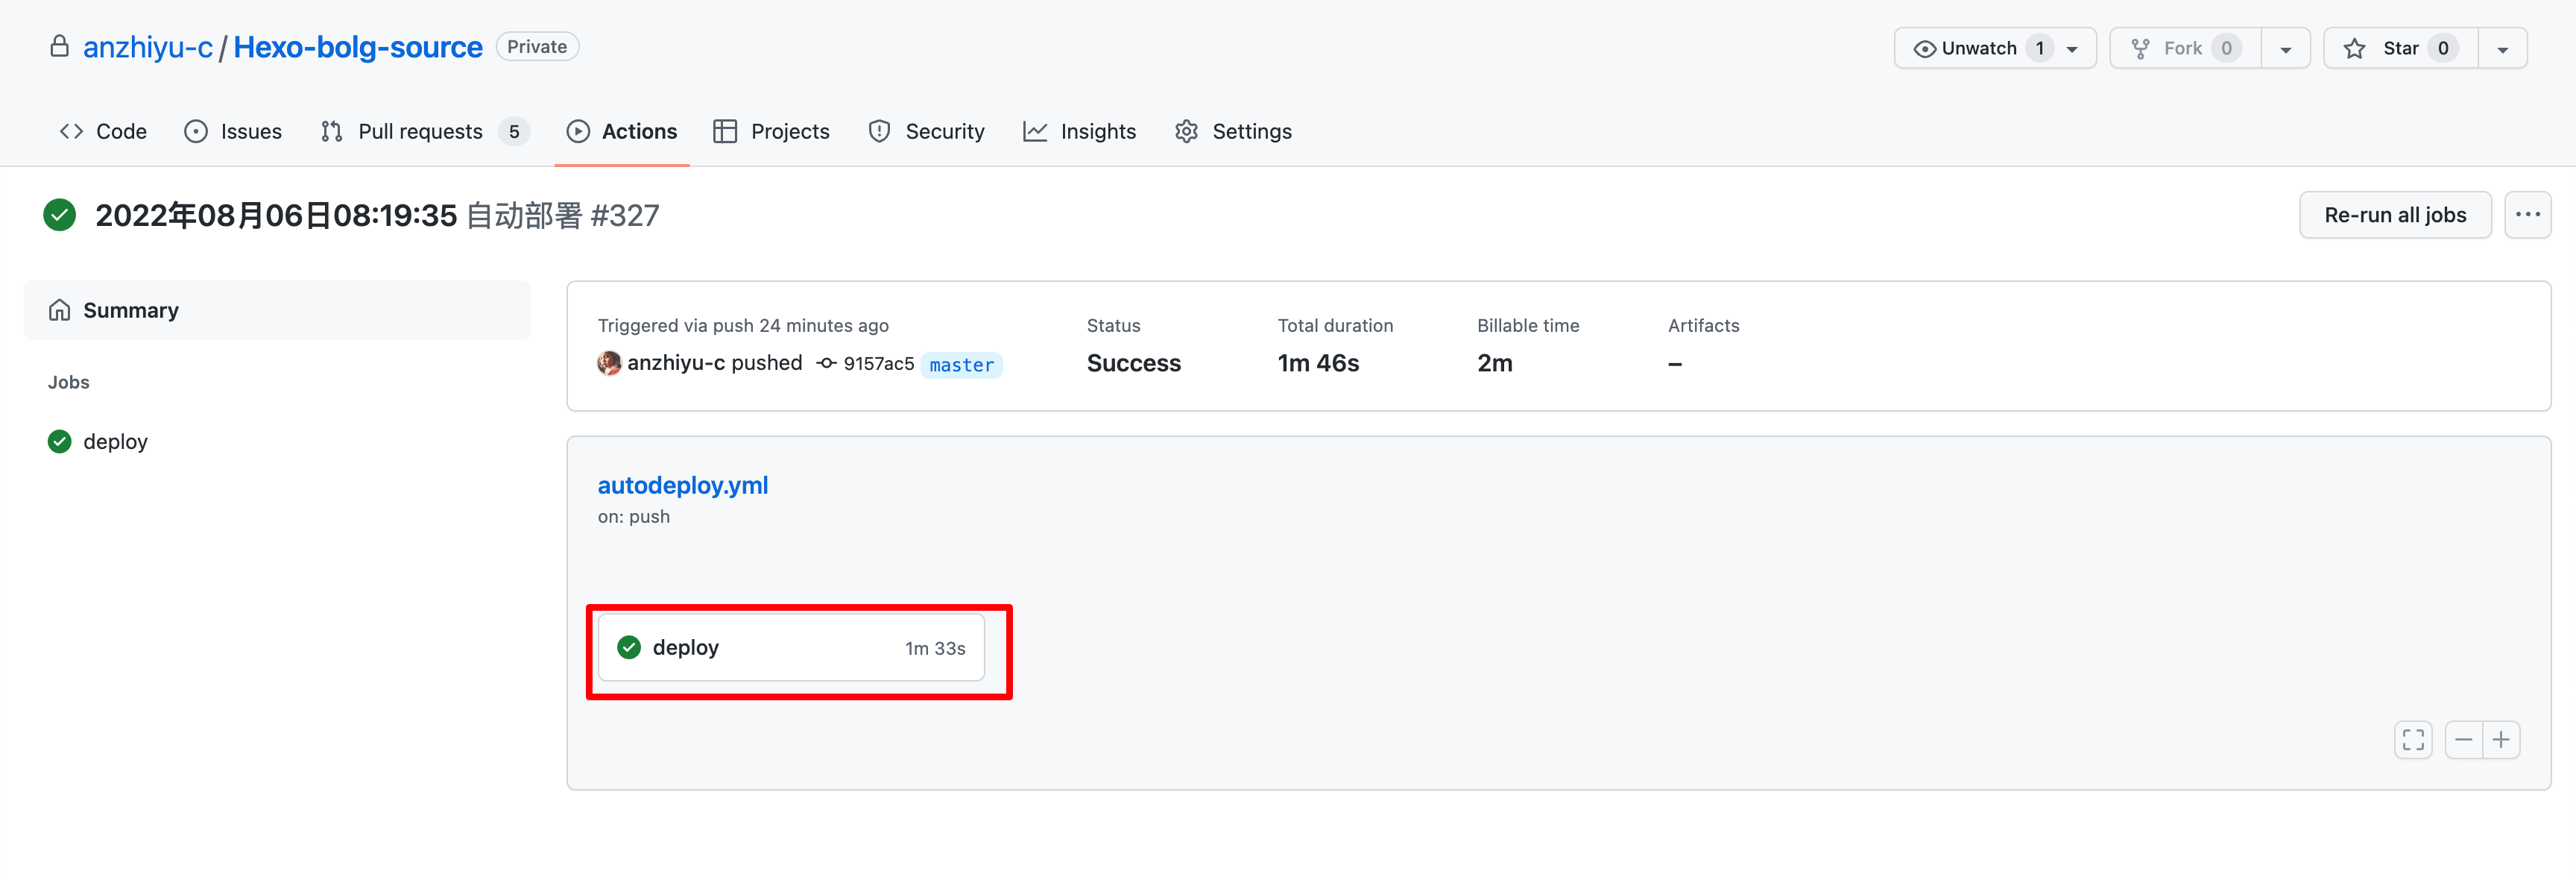 anzhiyu-c / Hexo-bolg-source Private Unwatch 1 Fork 0 Star 0
Code Issues Pull requests 5 Actions Projects Security Insights Settings
2022年08月06日08:19:35 自动部署 #327 Re-run all jobs
Summary
Jobs
deploy
Triggered via push 24 minutes ago
anzhiyu-c pushed 9157ac5 master
Status
Success
Total duration
1m 46s
Billable time
2m
Artifacts
–
autodeploy.yml
on: push
deploy 1m 33s